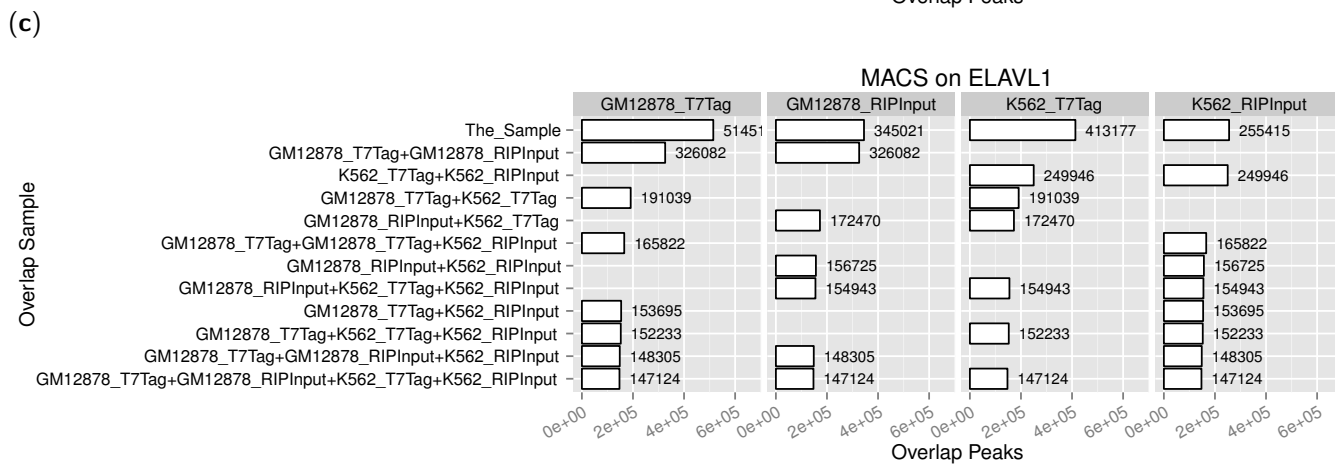 Overlap Peaks
(c)
MACS on ELAVL1
GM12878_T7Tag GM12878_RIPInput K562_T7Tag K562_RIPInput
The_Sample 51451 345021 413177 255415
GM12878_T7Tag+GM12878_RIPInput 326082 326082
K562_T7Tag+K562_RIPInput 249946 249946
GM12878_T7Tag+K562_T7Tag 191039 191039
GM12878_RIPInput+K562_T7Tag 172470 172470
GM12878_T7Tag+GM12878_T7Tag+K562_RIPInput 165822 165822
GM12878_RIPInput+K562_RIPInput 156725 156725
GM12878_RIPInput+K562_T7Tag+K562_RIPInput 154943 154943 154943
GM12878_T7Tag+K562_RIPInput 153695 153695
GM12878_T7Tag+K562_T7Tag+K562_RIPInput 152233 152233 152233
GM12878_T7Tag+GM12878_RIPInput+K562_RIPInput 148305 148305 148305
GM12878_T7Tag+GM12878_RIPInput+K562_T7Tag+K562_RIPInput 147124 147124 147124 147124
0e+00 2e+05 4e+05 6e+05 0e+00 2e+05 4e+05 6e+05 0e+00 2e+05 4e+05 6e+05 0e+00 2e+05 4e+05 6e+05
Overlap Peaks
Overlap Sample